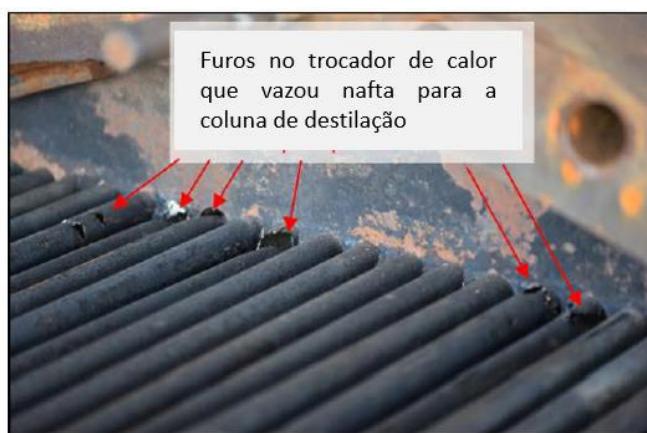 Furos no trocador de calor
que vazou nafta para a
coluna de destilação